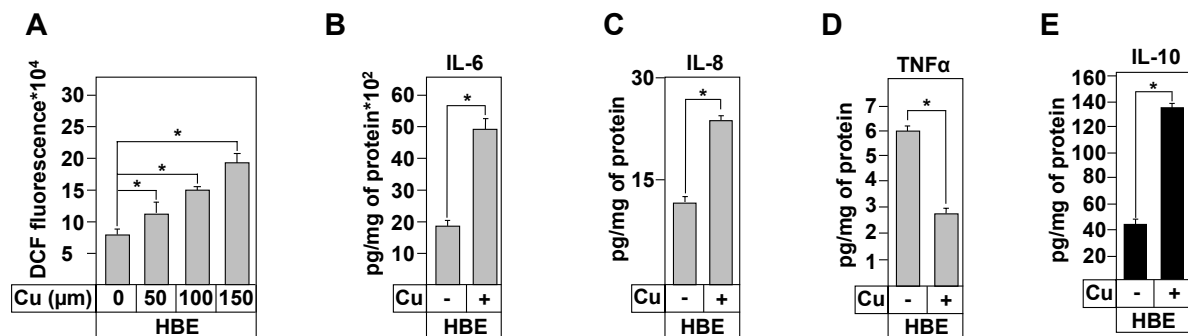 A
DCF fluorescence*10⁴
30
25
20
15
10
5
*
*
*
Cu (µm) 0 50 100 150
HBE
B
IL-6
pg/mg of protein*10²
60
50
40
30
20
10
*
Cu - +
HBE
C
IL-8
pg/mg of protein
30
15
*
Cu - +
HBE
D
TNFα
pg/mg of protein
7
6
5
4
3
2
1
*
Cu - +
HBE
E
IL-10
pg/mg of protein
160
140
120
100
80
60
40
20
*
Cu - +
HBE